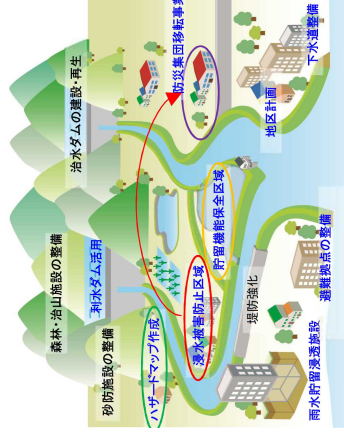 森林・治山施設の整備
治水ダムの建設・再生
利水ダム活用
砂防施設の整備
ハザードマップ作成
防災集団移転事業
浸水被害防止区域
貯留機能保全区域
堤防強化
地区計画
雨水貯留浸透施設
避難拠点の整備
下水道整備